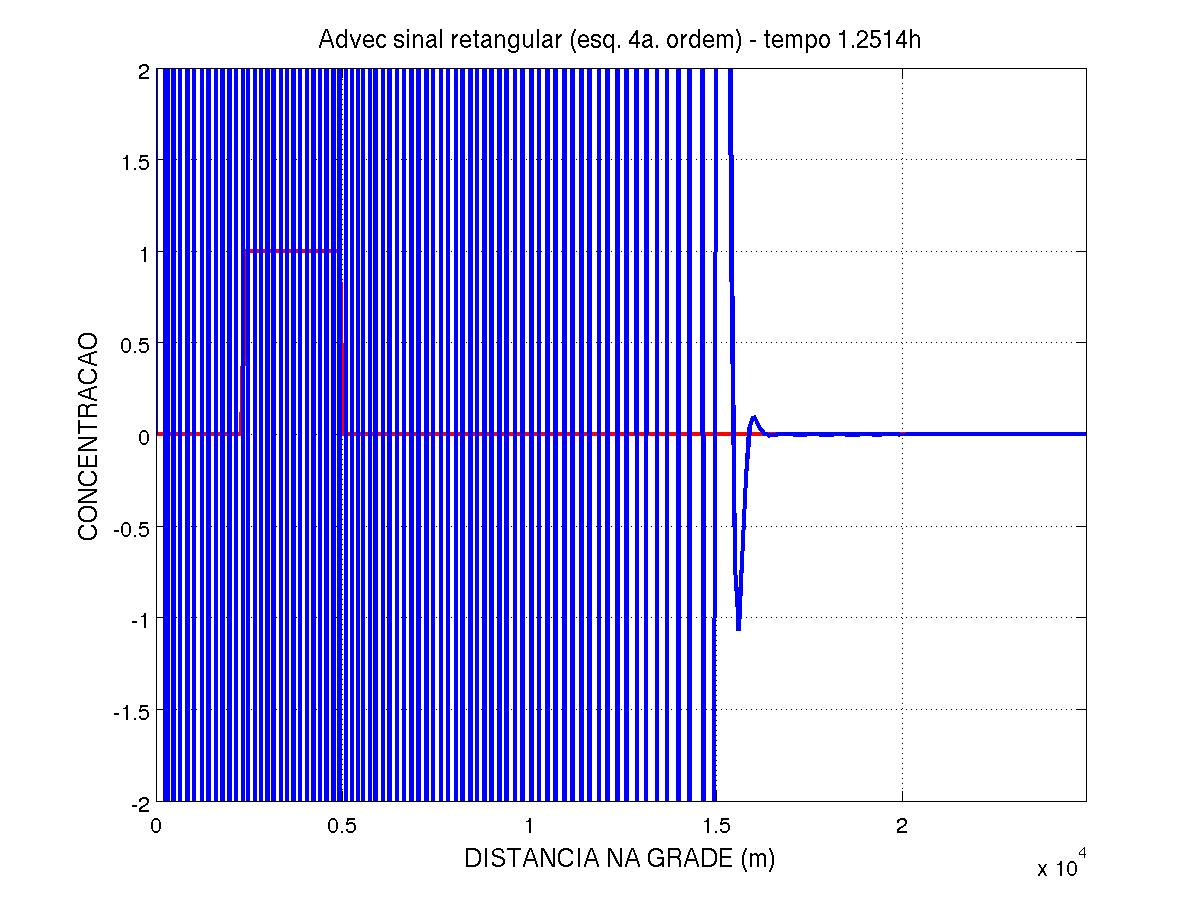 Advec sinal retangular (esq. 4a. ordem) - tempo 1.2514h
2
1.5
1
0.5
0
-0.5
-1
-1.5
-2
CONCENTRACAO
0 0.5 1 1.5 2
DISTANCIA NA GRADE (m)
x 10^4